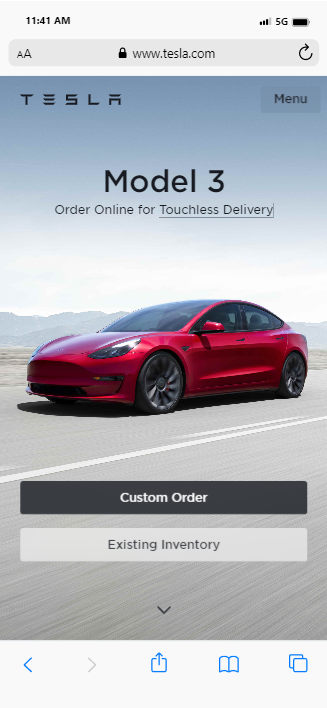 11:41 AM
5G
AA
www.tesla.com
TESLA
Menu
Model 3
Order Online for Touchless Delivery
Custom Order
Existing Inventory